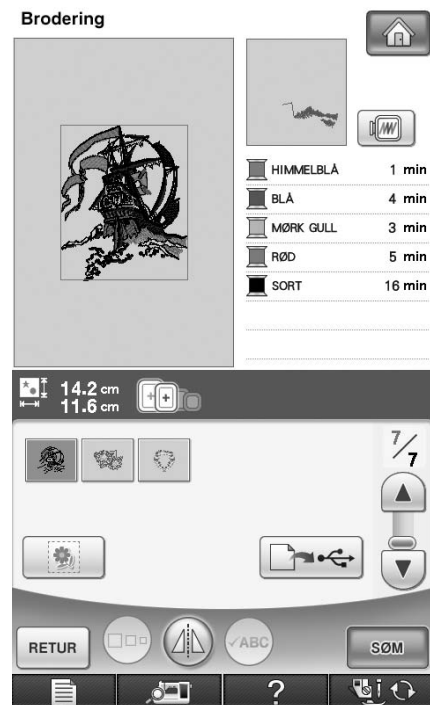 Brodering
HIMMELBLÅ 1 min
BLÅ 4 min
MØRK GULL 3 min
RØD 5 min
SORT 16 min
14.2 cm
11.6 cm
7/7
ABC
RETUR
SØM
?